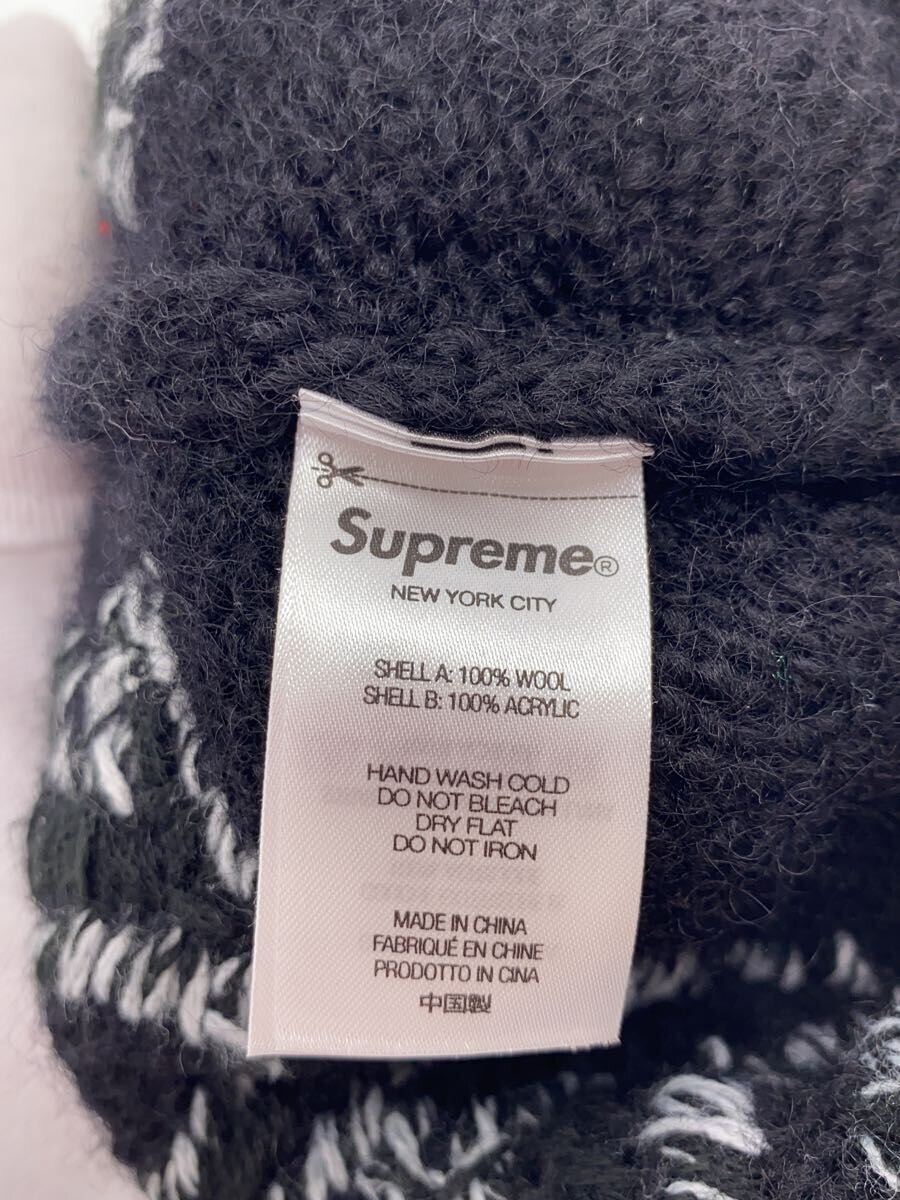 Supreme®
NEW YORK CITY
SHELL A: 100% WOOL
SHELL B: 100% ACRYLIC
HAND WASH COLD
DO NOT BLEACH
DRY FLAT
DO NOT IRON
MADE IN CHINA
FABRIQUÉ EN CHINE
PRODOTTO IN CINA
中国製